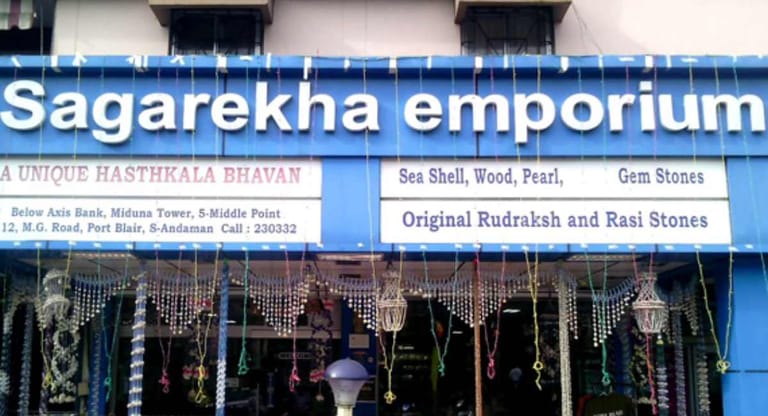 Sagarekha emporium
A UNIQUE HASTHKALA BHAVAN
Below Axis Bank, Miduna Tower, 5-Middle Point
12, M.G. Road, Port Blair, S-Andaman Call : 230332
Sea Shell, Wood, Pearl, Gem Stones
Original Rudraksh and Rasi Stones